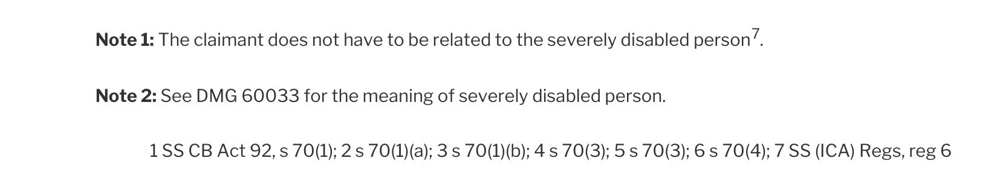 Note 1: The claimant does not have to be related to the severely disabled person⁷.
Note 2: See DMG 60033 for the meaning of severely disabled person.
1 SS CB Act 92, s 70(1); 2 s 70(1)(a); 3 s 70(1)(b); 4 s 70(3); 5 s 70(3); 6 s 70(4); 7 SS (ICA) Regs, reg 6